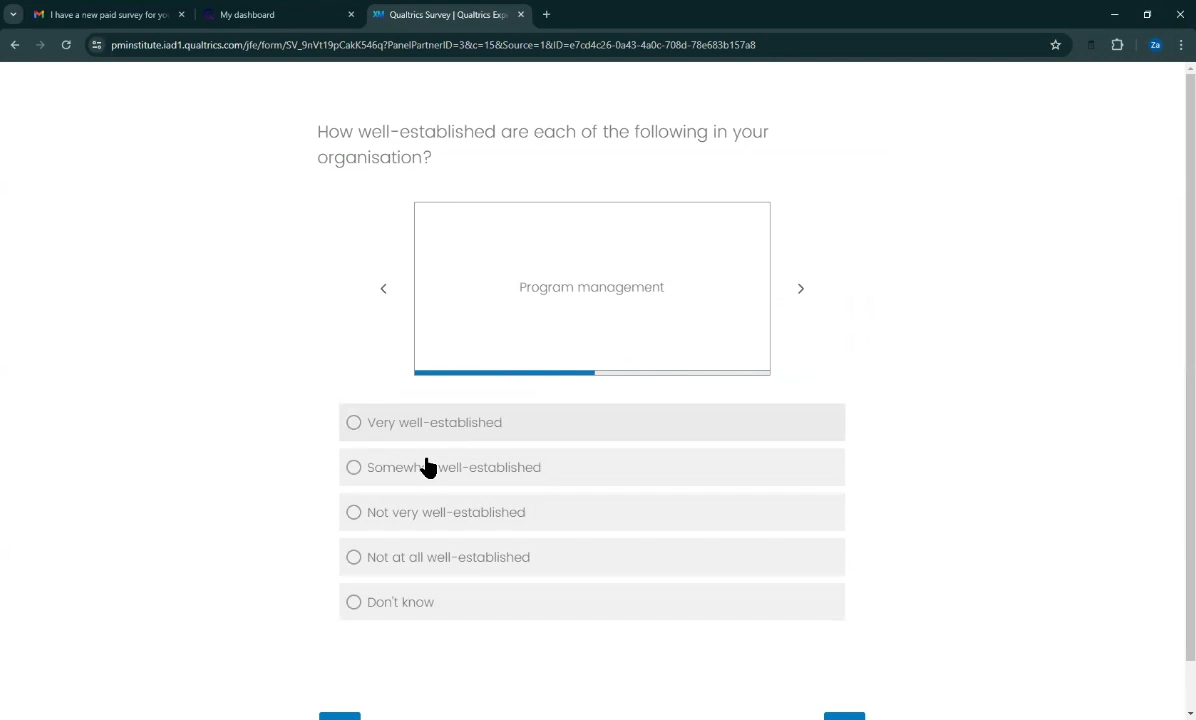 I have a new paid survey for yo
My dashboard
XM Qualtrics Survey | Qualtrics Exp
pminstitute.iad1.qualtrics.com/jfe/form/SV_9nVt19pCakK546q?PanelPartnerID=3&c=15&Source=1&ID=e7cd4c26-0a43-4a0c-708d-78e683b157a8
Za
How well-established are each of the following in your
organisation?
Program management
Very well-established
Somewh well-established
Not very well-established
Not at all well-established
Don't know